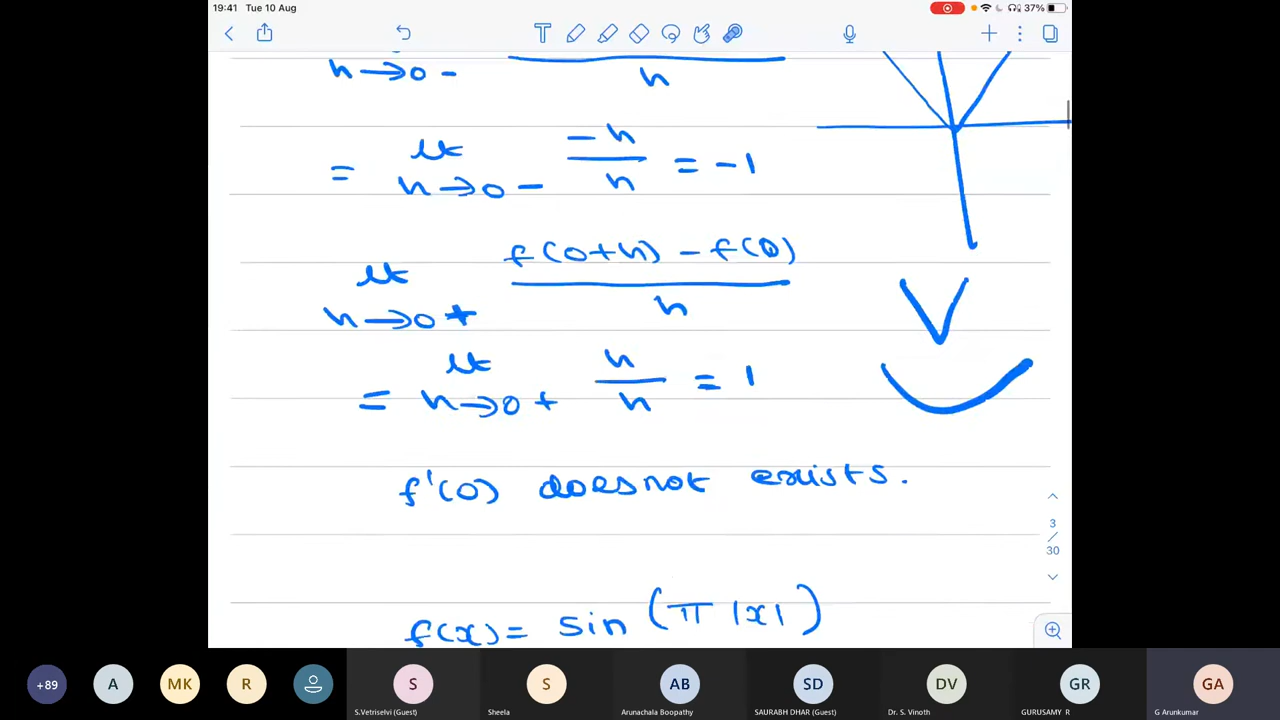 19:41 Tue 10 Aug
37%
T
h→0-
h
= lt -h/h = -1
h→0-
lt f(0+h) - f(0)
h→0+ h
= lt h/h = 1
h→0+
f'(0) doesnot exists.
f(x) = sin (π |x|)
3
/
30
+89
A
MK
R
S
S
AB
SD
DV
GR
GA
S.Vetriselvi (Guest)
Sheela
Arunachala Boopathy
SAURABH DHAR (Guest)
Dr. S. Vinoth
GURUSAMY R
G Arunkumar